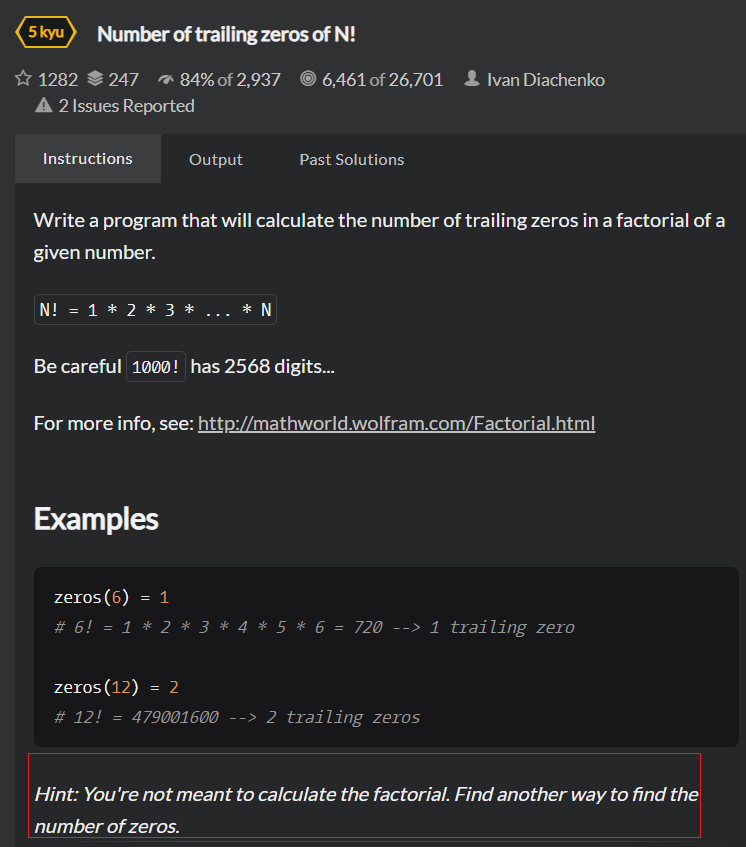 5 kyu Number of trailing zeros of N!
1282 247 84% of 2,937 6,461 of 26,701 Ivan Diachenko
2 Issues Reported
Instructions Output Past Solutions
Write a program that will calculate the number of trailing zeros in a factorial of a
given number.
N! = 1 * 2 * 3 * ... * N
Be careful 1000! has 2568 digits...
For more info, see: http://mathworld.wolfram.com/Factorial.html
Examples
zeros(6) = 1
# 6! = 1 * 2 * 3 * 4 * 5 * 6 = 720 --> 1 trailing zero
zeros(12) = 2
# 12! = 479001600 --> 2 trailing zeros
Hint: You're not meant to calculate the factorial. Find another way to find the
number of zeros.